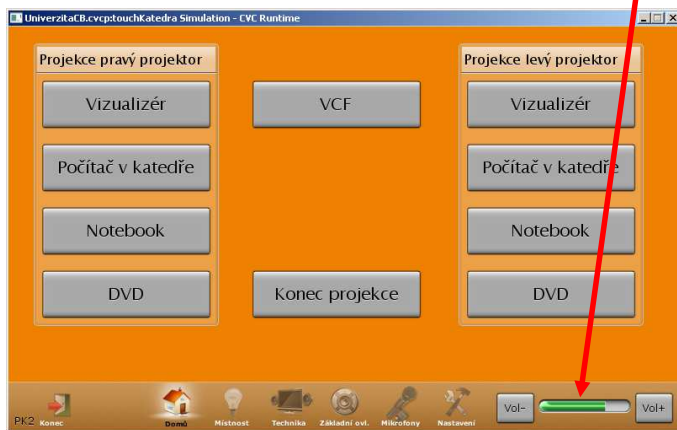 UniverzitaCB.cvcp:touchKatedra Simulation - CVC Runtime
Projekce pravý projektor
Vizualizér
Počítač v katedře
Notebook
DVD
VCF
Konec projekce
Projekce levý projektor
Vizualizér
Počítač v katedře
Notebook
DVD
PK2 Konec
Domů
Místnost
Technika
Základní ovl.
Mikrofony
Nastavení
Vol-
Vol+